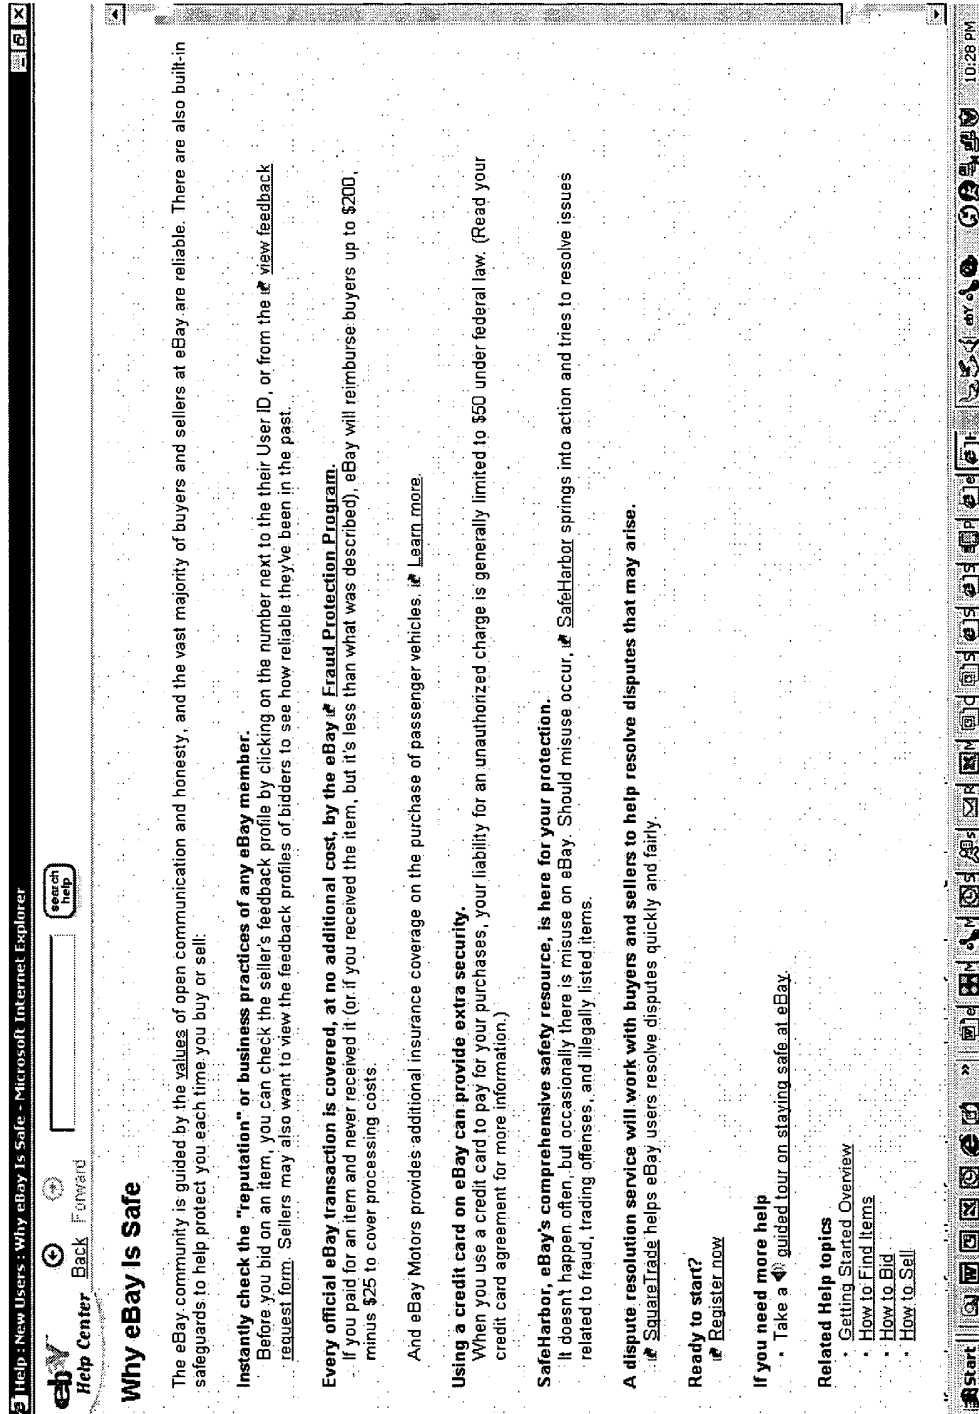 Help : New Users : Why eBay Is Safe - Microsoft Internet Explorer
ebY
Help Center
Back Forward
search help
Why eBay Is Safe
The eBay community is guided by the values of open communication and honesty, and the vast majority of buyers and sellers at eBay are reliable. There are also built-in
safeguards to help protect you each time you buy or sell:
Instantly check the "reputation" or business practices of any eBay member.
Before you bid on an item, you can check the seller's feedback profile by clicking on the number next to the their User ID, or from the view feedback
request form. Sellers may also want to view the feedback profiles of bidders to see how reliable they've been in the past.
Every official eBay transaction is covered, at no additional cost, by the eBay Fraud Protection Program.
If you paid for an item and never received it (or if you received the item, but it's less than what was described), eBay will reimburse buyers up to $200,
minus $25 to cover processing costs.
And eBay Motors provides additional insurance coverage on the purchase of passenger vehicles. Learn more.
Using a credit card on eBay can provide extra security.
When you use a credit card to pay for your purchases, your liability for an unauthorized charge is generally limited to $50 under federal law. (Read your
credit card agreement for more information.)
SafeHarbor, eBay's comprehensive safety resource, is here for your protection.
It doesn't happen often, but occasionally there is misuse on eBay. Should misuse occur, SafeHarbor springs into action and tries to resolve issues
related to fraud, trading offenses, and illegally listed items.
A dispute resolution service will work with buyers and sellers to help resolve disputes that may arise.
SquareTrade helps eBay users resolve disputes quickly and fairly.
Ready to start?
Register now
If you need more help
• Take a guided tour on staying safe at eBay.
Related Help topics
• Getting Started Overview
• How to Find Items
• How to Bid
• How to Sell
Start
10:28 PM